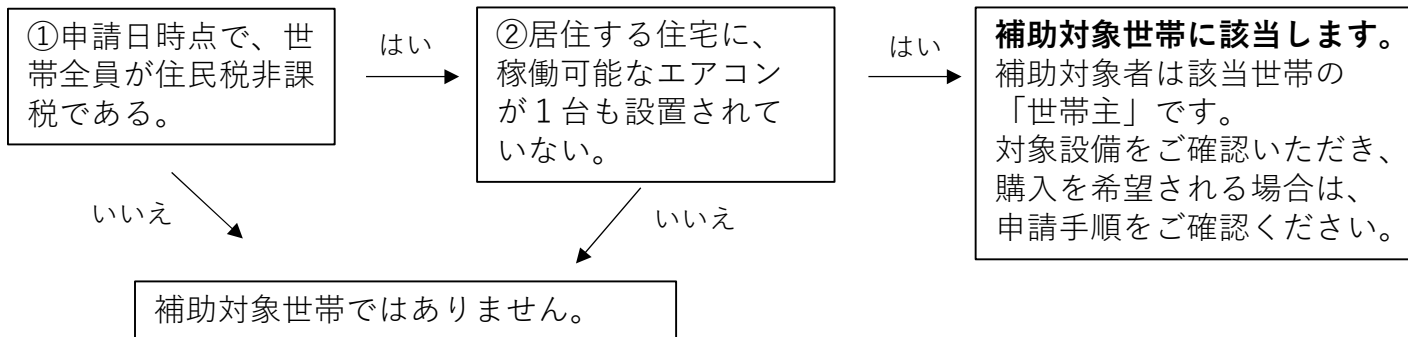 ①申請日時点で、世
帯全員が住民税非課
税である。
はい
②居住する住宅に、
稼働可能なエアコン
が１台も設置されて
いない。
はい
補助対象世帯に該当します。
補助対象者は該当世帯の
「世帯主」です。
対象設備をご確認いただき、
購入を希望される場合は、
申請手順をご確認ください。
いいえ
いいえ
補助対象世帯ではありません。